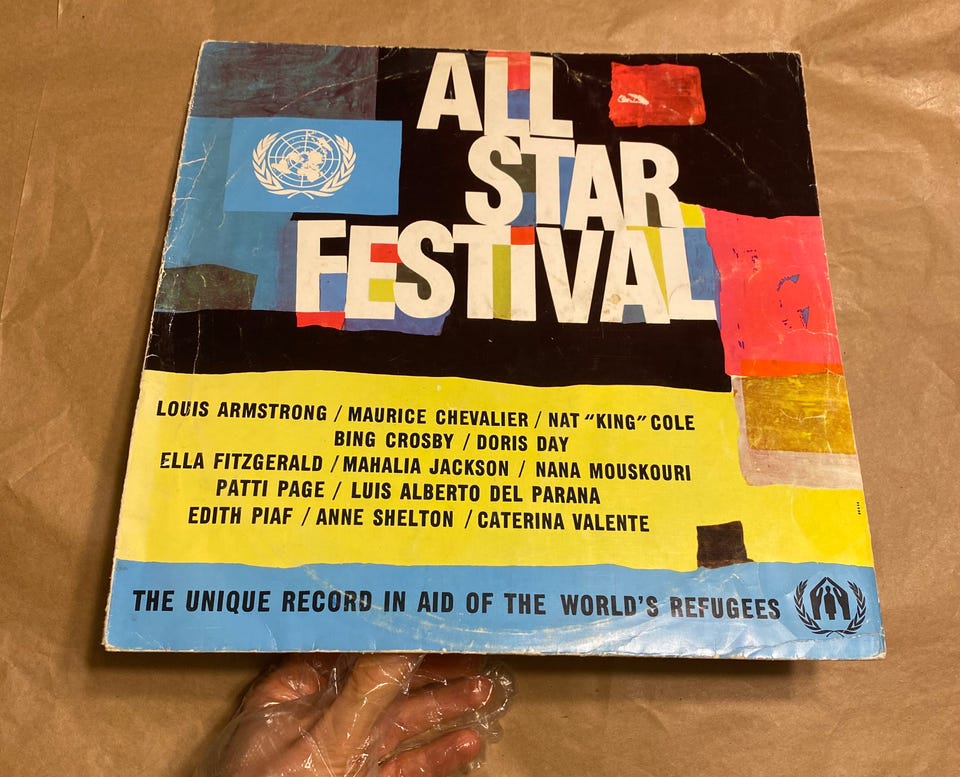 ALL
STAR
FESTiVAL
LOUIS ARMSTRONG / MAURICE CHEVALIER / NAT "KING" COLE
BING CROSBY / DORIS DAY
ELLA FITZGERALD / MAHALIA JACKSON / NANA MOUSKOURI
PATTI PAGE / LUIS ALBERTO DEL PARANA
EDITH PIAF / ANNE SHELTON / CATERINA VALENTE
THE UNIQUE RECORD IN AID OF THE WORLD'S REFUGEES